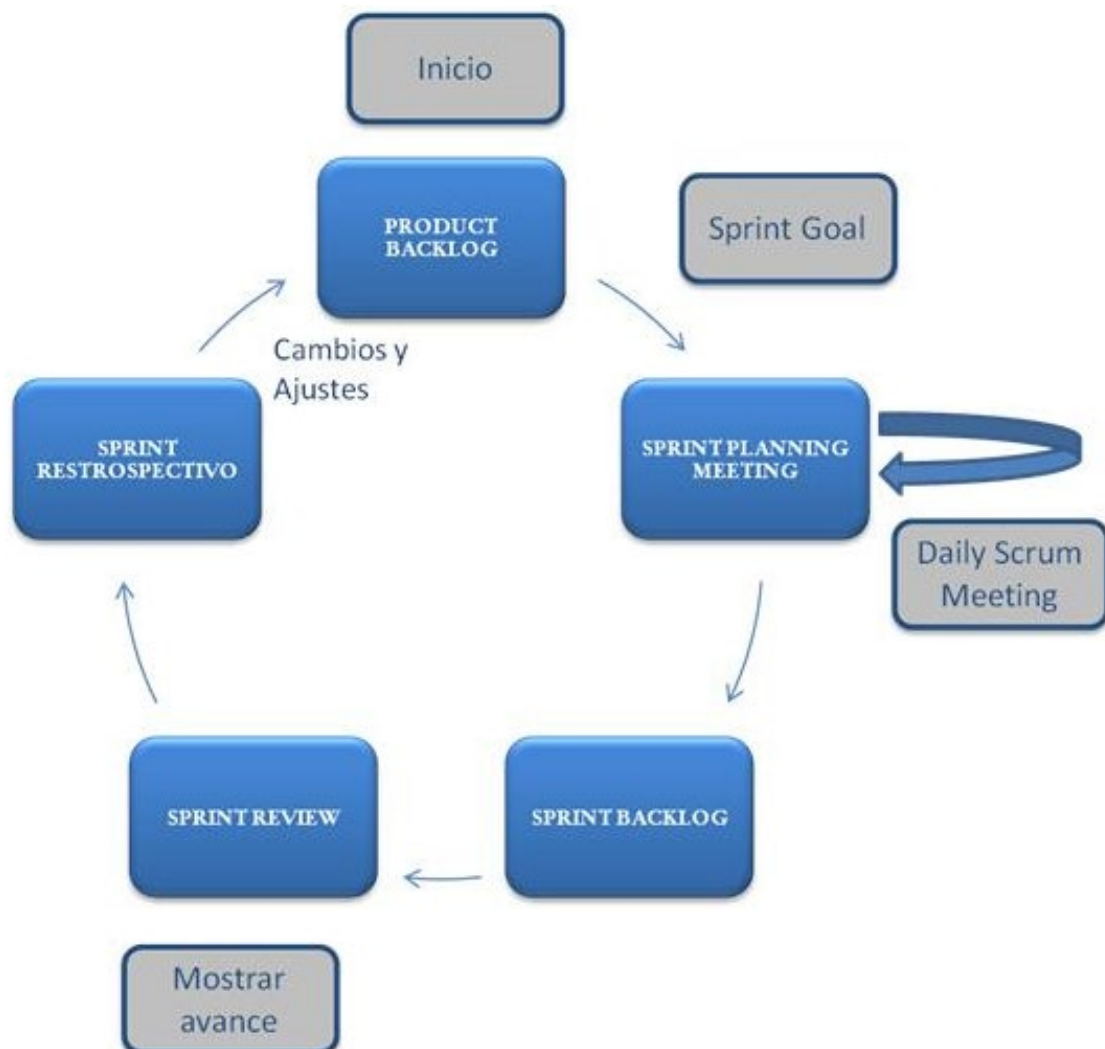 Inicio
PRODUCT
BACKLOG
Sprint Goal
Cambios y
Ajustes
SPRINT
RESTROSPECTIVO
SPRINT PLANNING
MEETING
Daily Scrum
Meeting
SPRINT REVIEW
SPRINT BACKLOG
Mostrar
avance